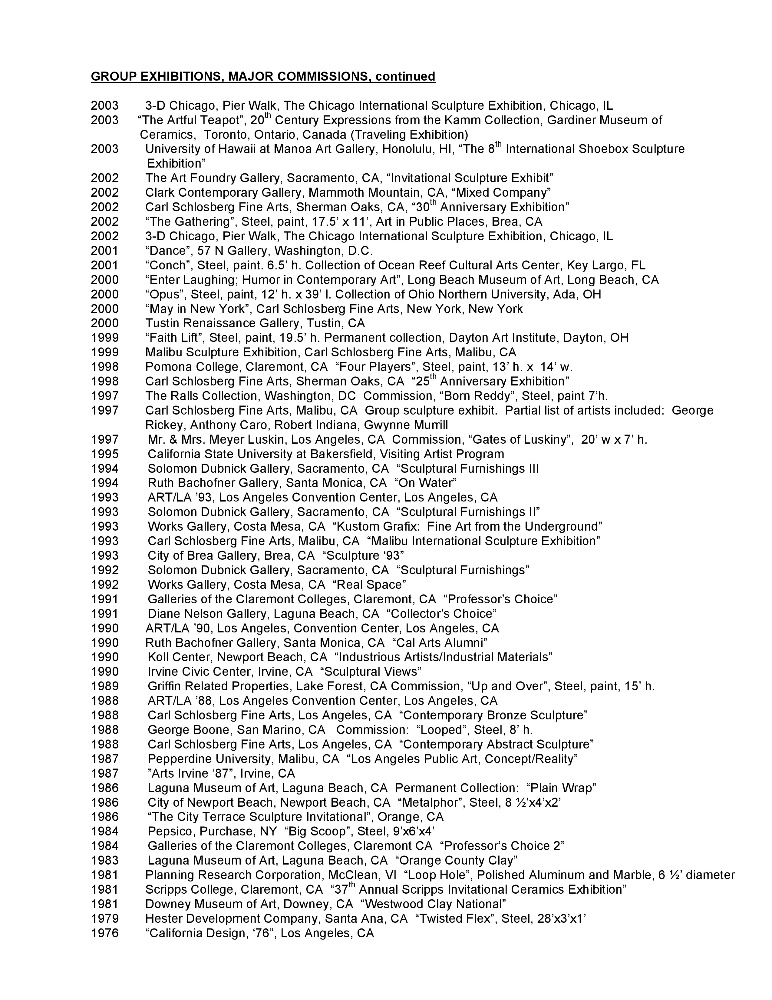 GROUP EXHIBITIONS, MAJOR COMMISSIONS, continued
2003 3-D Chicago, Pier Walk, The Chicago International Sculpture Exhibition, Chicago, IL
2003 “The Artful Teapot”, 20th Century Expressions from the Kamm Collection, Gardiner Museum of
Ceramics, Toronto, Ontario, Canada (Traveling Exhibition)
2003 University of Hawaii at Manoa Art Gallery, Honolulu, HI, “The 8th International Shoebox Sculpture
Exhibition”
2002 The Art Foundry Gallery, Sacramento, CA, “Invitational Sculpture Exhibit”
2002 Clark Contemporary Gallery, Mammoth Mountain, CA, “Mixed Company”
2002 Carl Schlosberg Fine Arts, Sherman Oaks, CA, “30th Anniversary Exhibition”
2002 “The Gathering”, Steel, paint, 17.5’ x 11’, Art in Public Places, Brea, CA
2002 3-D Chicago, Pier Walk, The Chicago International Sculpture Exhibition, Chicago, IL
2001 “Dance”, 57 N Gallery, Washington, D.C.
2001 “Conch”, Steel, paint. 6.5’ h. Collection of Ocean Reef Cultural Arts Center, Key Largo, FL
2000 “Enter Laughing; Humor in Contemporary Art”, Long Beach Museum of Art, Long Beach, CA
2000 “Opus”, Steel, paint, 12’ h. x 39’ l. Collection of Ohio Northern University, Ada, OH
2000 “May in New York”, Carl Schlosberg Fine Arts, New York, New York
2000 Tustin Renaissance Gallery, Tustin, CA
1999 “Faith Lift”, Steel, paint, 19.5’ h. Permanent collection, Dayton Art Institute, Dayton, OH
1999 Malibu Sculpture Exhibition, Carl Schlosberg Fine Arts, Malibu, CA
1998 Pomona College, Claremont, CA “Four Players”, Steel, paint, 13’ h. x 14’ w.
1998 Carl Schlosberg Fine Arts, Sherman Oaks, CA “25th Anniversary Exhibition”
1997 The Ralls Collection, Washington, DC Commission, “Born Reddy”, Steel, paint 7’h.
1997 Carl Schlosberg Fine Arts, Malibu, CA Group sculpture exhibit. Partial list of artists included: George
Rickey, Anthony Caro, Robert Indiana, Gwynne Murrill
1997 Mr. & Mrs. Meyer Luskin, Los Angeles, CA Commission, “Gates of Luskiny”, 20’ w x 7’ h.
1995 California State University at Bakersfield, Visiting Artist Program
1994 Solomon Dubnick Gallery, Sacramento, CA “Sculptural Furnishings III
1994 Ruth Bachofner Gallery, Santa Monica, CA “On Water”
1993 ART/LA ’93, Los Angeles Convention Center, Los Angeles, CA
1993 Solomon Dubnick Gallery, Sacramento, CA “Sculptural Furnishings II”
1993 Works Gallery, Costa Mesa, CA “Kustom Grafix: Fine Art from the Underground”
1993 Carl Schlosberg Fine Arts, Malibu, CA “Malibu International Sculpture Exhibition”
1993 City of Brea Gallery, Brea, CA “Sculpture ‘93”
1992 Solomon Dubnick Gallery, Sacramento, CA “Sculptural Furnishings”
1992 Works Gallery, Costa Mesa, CA “Real Space”
1991 Galleries of the Claremont Colleges, Claremont, CA “Professor’s Choice”
1991 Diane Nelson Gallery, Laguna Beach, CA “Collector’s Choice”
1990 ART/LA ’90, Los Angeles, Convention Center, Los Angeles, CA
1990 Ruth Bachofner Gallery, Santa Monica, CA “Cal Arts Alumni”
1990 Koll Center, Newport Beach, CA “Industrious Artists/Industrial Materials”
1990 Irvine Civic Center, Irvine, CA “Sculptural Views”
1989 Griffin Related Properties, Lake Forest, CA Commission, “Up and Over”, Steel, paint, 15’ h.
1988 ART/LA ’88, Los Angeles Convention Center, Los Angeles, CA
1988 Carl Schlosberg Fine Arts, Los Angeles, CA “Contemporary Bronze Sculpture”
1988 George Boone, San Marino, CA Commission: “Looped”, Steel, 8’ h.
1988 Carl Schlosberg Fine Arts, Los Angeles, CA “Contemporary Abstract Sculpture”
1987 Pepperdine University, Malibu, CA “Los Angeles Public Art, Concept/Reality”
1987 ”Arts Irvine ‘87”, Irvine, CA
1986 Laguna Museum of Art, Laguna Beach, CA Permanent Collection: “Plain Wrap”
1986 City of Newport Beach, Newport Beach, CA “Metalphor”, Steel, 8 ½’x4’x2’
1986 “The City Terrace Sculpture Invitational”, Orange, CA
1984 Pepsico, Purchase, NY “Big Scoop”, Steel, 9’x6’x4’
1984 Galleries of the Claremont Colleges, Claremont CA “Professor’s Choice 2”
1983 Laguna Museum of Art, Laguna Beach, CA “Orange County Clay”
1981 Planning Research Corporation, McClean, VI “Loop Hole”, Polished Aluminum and Marble, 6 ½’ diameter
1981 Scripps College, Claremont, CA “37th Annual Scripps Invitational Ceramics Exhibition”
1981 Downey Museum of Art, Downey, CA “Westwood Clay National”
1979 Hester Development Company, Santa Ana, CA “Twisted Flex”, Steel, 28’x3’x1’
1976 “California Design, ‘76”, Los Angeles, CA